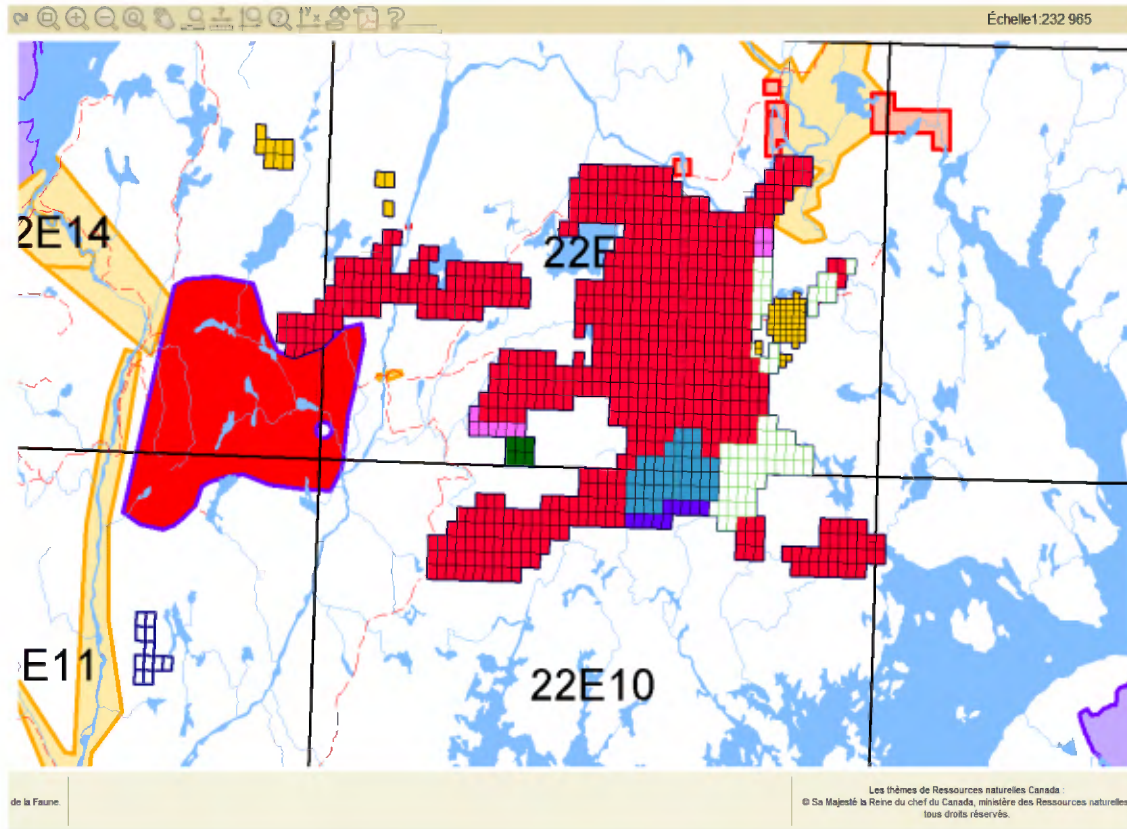 Échelle1:232 965
2E14
22E
E11
22E10
de la Faune.
Les thèmes de Ressources naturelles Canada :
© Sa Majesté la Reine du chef du Canada, ministère des Ressources naturelles
tous droits réservés.